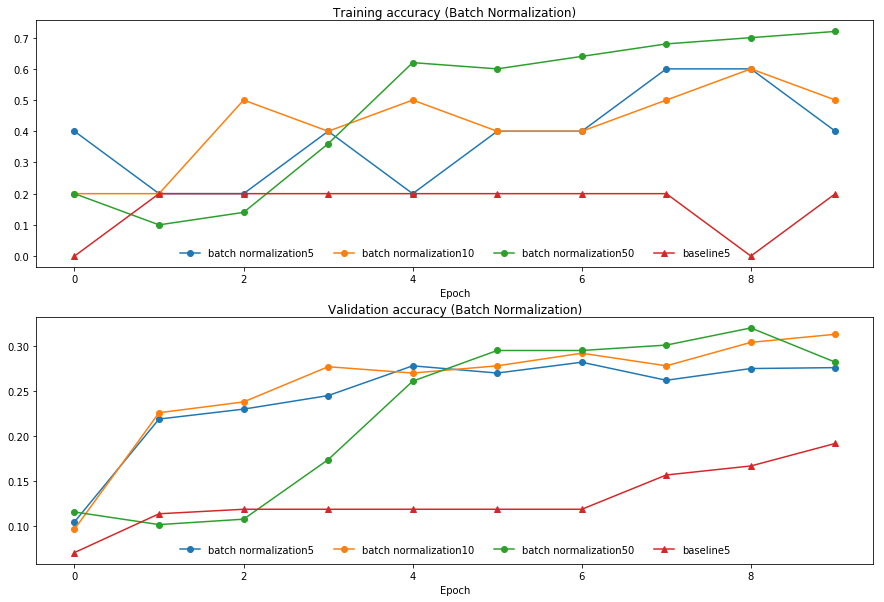 Training accuracy (Batch Normalization)
0.7
0.6
0.5
0.4
0.3
0.2
0.1
0.0
batch normalization5 batch normalization10 batch normalization50 baseline5
0 2 4 6 8
Epoch
Validation accuracy (Batch Normalization)
0.30
0.25
0.20
0.15
0.10
batch normalization5 batch normalization10 batch normalization50 baseline5
0 2 4 6 8
Epoch